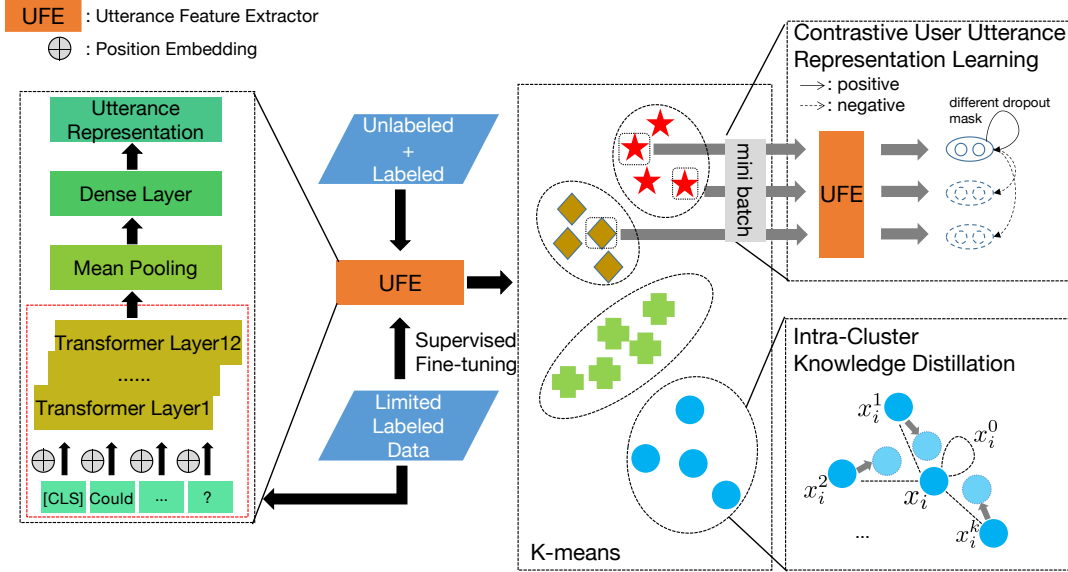 UFE : Utterance Feature Extractor
: Position Embedding
Utterance
Representation
Dense Layer
Mean Pooling
Transformer Layer12
......
Transformer Layer1
[CLS] Could ... ?
Unlabeled
+
Labeled
UFE
Supervised
Fine-tuning
Limited
Labeled
Data
K-means
mini batch
Contrastive User Utterance
Representation Learning
: positive
: negative
different dropout
mask
UFE
Intra-Cluster
Knowledge Distillation
x_i^1
x_i^0
x_i^2
x_i
x_i^k
...